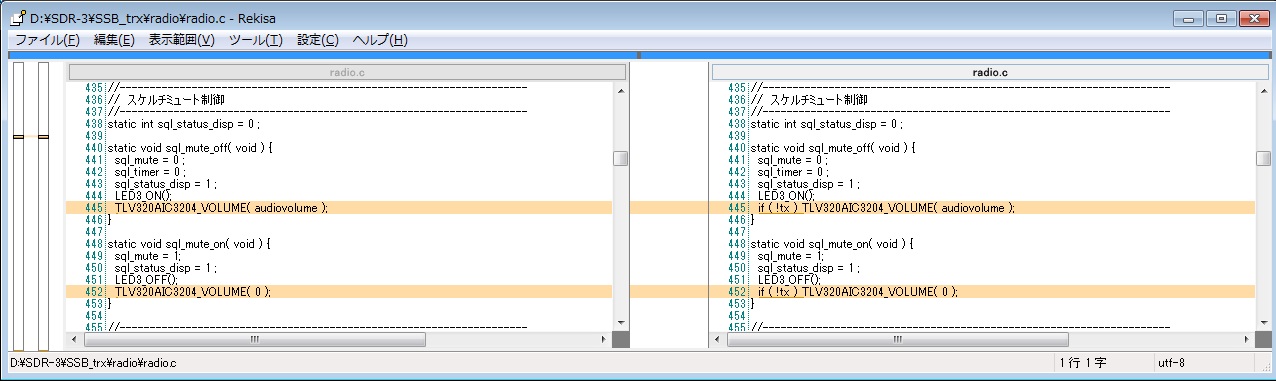 D:¥SDR-3¥SSB_trx¥radio¥radio.c - Rekisa
ファイル(F) 編集(E) 表示範囲(V) ツール(T) 設定(C) ヘルプ(H)
radio.c
435 //------------------------------------------------------------------------
436 // スケルチミュート制御
437 //------------------------------------------------------------------------
438 static int sql_status_disp = 0 ;
439
440 static void sql_mute_off( void ) {
441 sql_mute = 0 ;
442 sql_timer = 0 ;
443 sql_status_disp = 1 ;
444 LED3_ON();
445 TLV320AIC3204_VOLUME( audiovolume );
446 }
447
448 static void sql_mute_on( void ) {
449 sql_mute = 1;
450 sql_status_disp = 1 ;
451 LED3_OFF();
452 TLV320AIC3204_VOLUME( 0 );
453 }
454
455 //------------------------------------------------------------------------
radio.c
435 //------------------------------------------------------------------------
436 // スケルチミュート制御
437 //------------------------------------------------------------------------
438 static int sql_status_disp = 0 ;
439
440 static void sql_mute_off( void ) {
441 sql_mute = 0 ;
442 sql_timer = 0 ;
443 sql_status_disp = 1 ;
444 LED3_ON();
445 if ( !tx ) TLV320AIC3204_VOLUME( audiovolume );
446 }
447
448 static void sql_mute_on( void ) {
449 sql_mute = 1;
450 sql_status_disp = 1 ;
451 LED3_OFF();
452 if ( !tx ) TLV320AIC3204_VOLUME( 0 );
453 }
454
455 //------------------------------------------------------------------------
D:¥SDR-3¥SSB_trx¥radio¥radio.c 1 行 1 字 utf-8